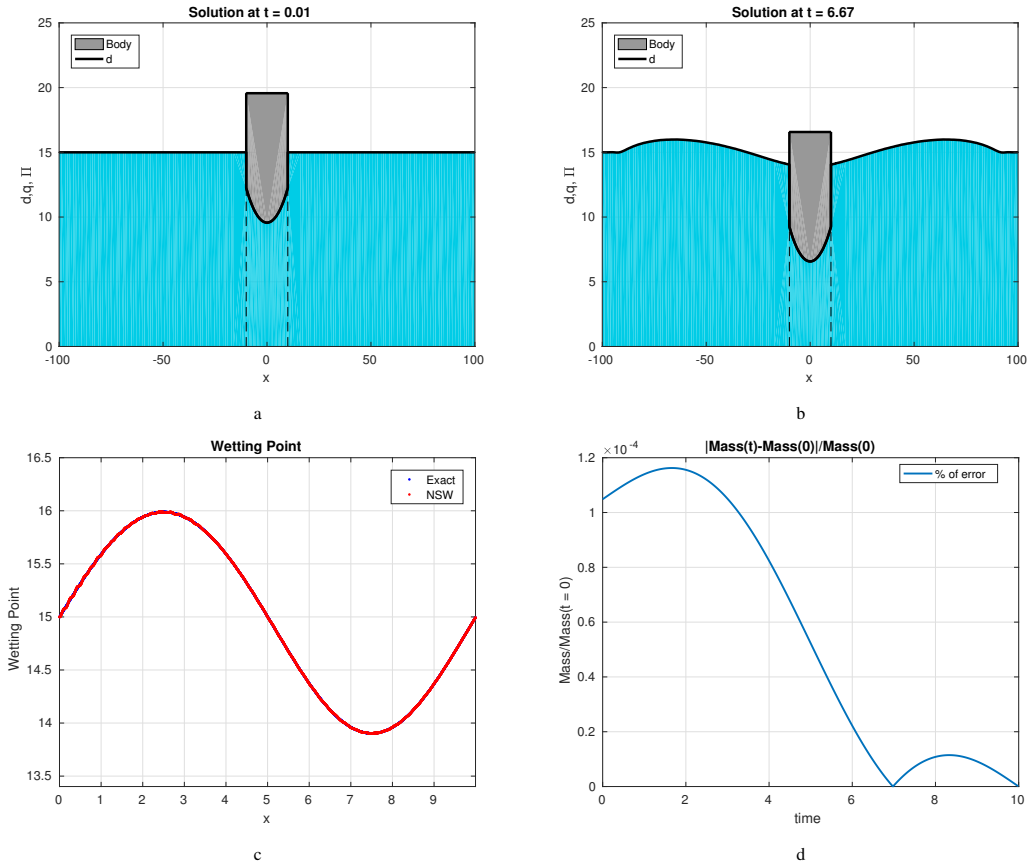 Solution at t = 0.01
25
20
15
10
5
0
d,q, Π
Body
d
-100 -50 0 50 100
x
a
Solution at t = 6.67
25
20
15
10
5
0
d,q, Π
Body
d
-100 -50 0 50 100
x
b
Wetting Point
16.5
16
15.5
15
14.5
14
13.5
Wetting Point
Exact
NSW
0 1 2 3 4 5 6 7 8 9
x
c
|Mass(t)-Mass(0)|/Mass(0)
×10⁻⁴
1.2
1
0.8
0.6
0.4
0.2
0
Mass/Mass(t = 0)
% of error
0 2 4 6 8 10
time
d